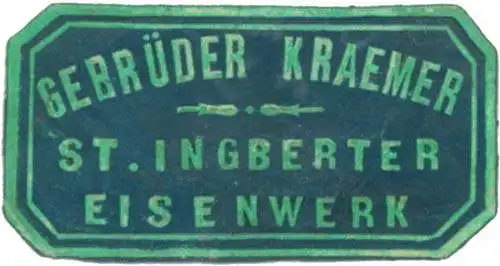 GEBRÜDER KRAEMER
ST. INGBERTER
EISENWERK